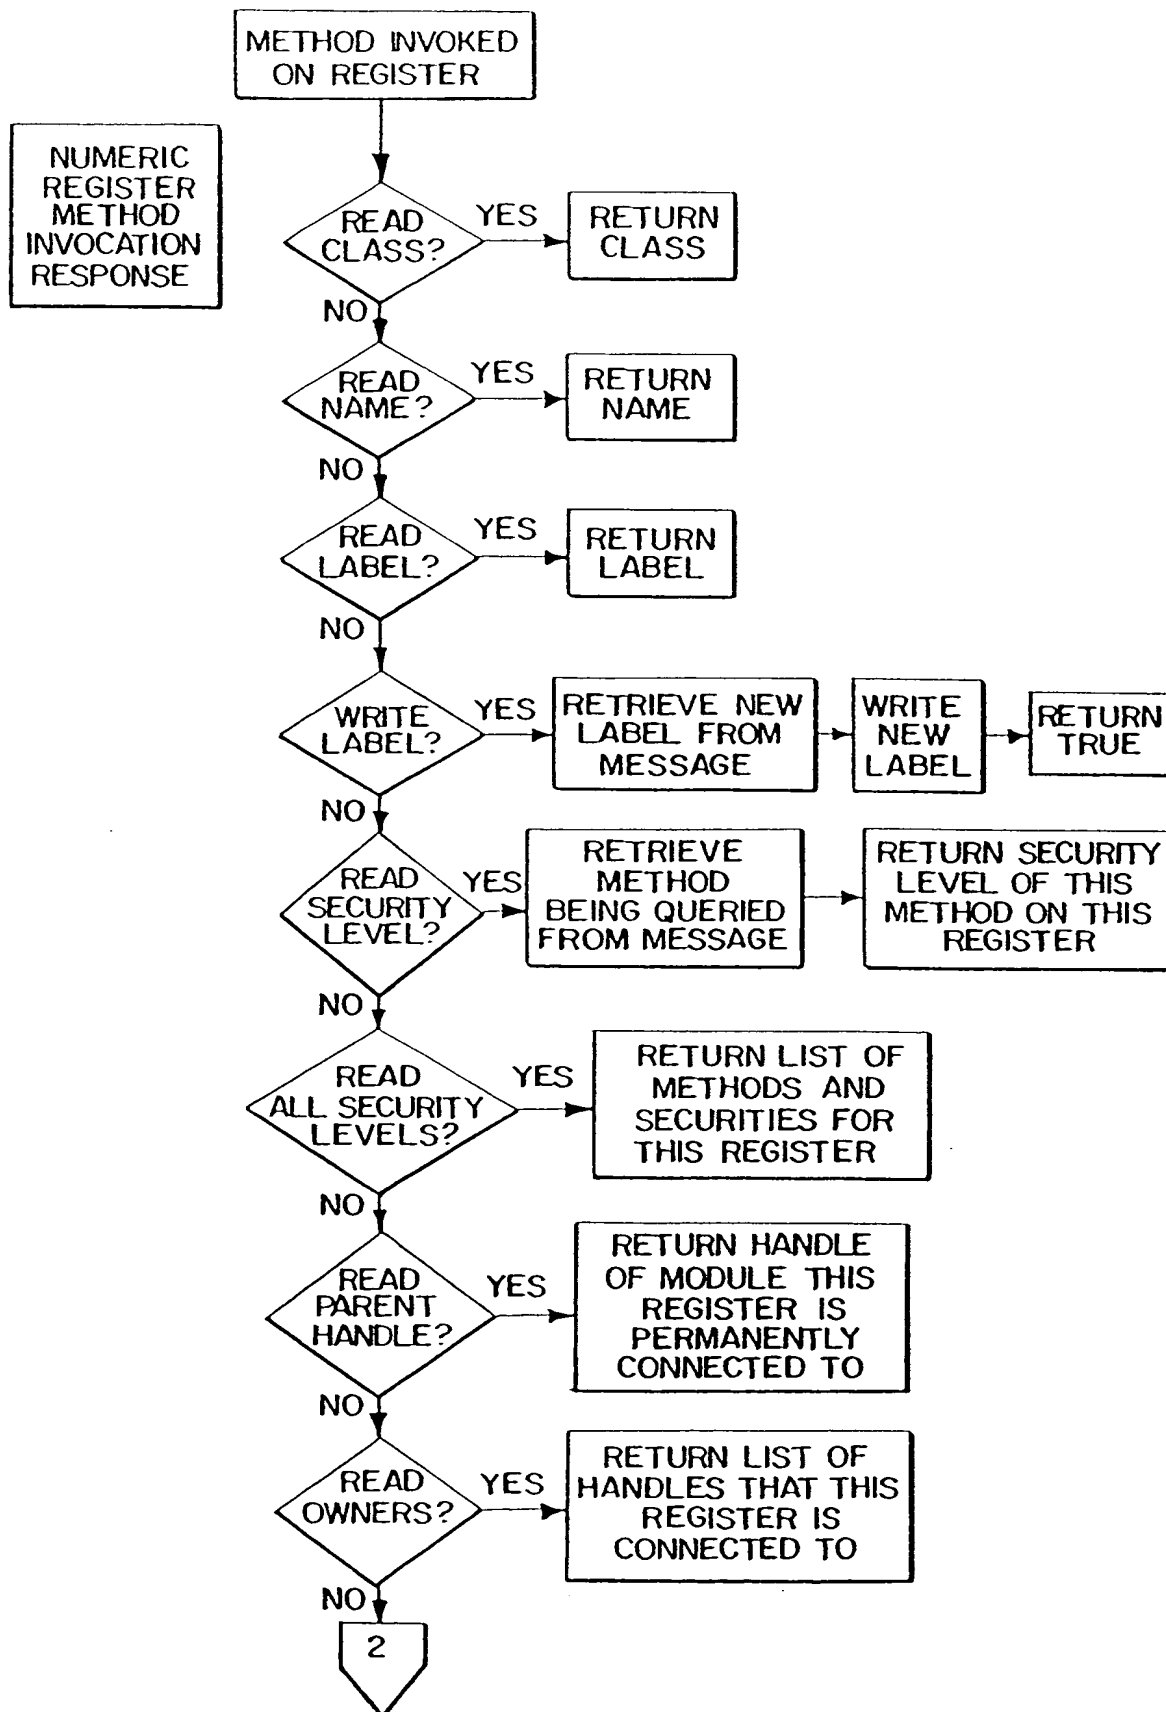 METHOD INVOKED
ON REGISTER
NUMERIC
REGISTER
METHOD
INVOCATION
RESPONSE
READ
CLASS?
YES
RETURN
CLASS
NO
READ
NAME?
YES
RETURN
NAME
NO
READ
LABEL?
YES
RETURN
LABEL
NO
WRITE
LABEL?
YES
RETRIEVE NEW
LABEL FROM
MESSAGE
WRITE
NEW
LABEL
RETURN
TRUE
NO
READ
SECURITY
LEVEL?
YES
RETRIEVE
METHOD
BEING QUERIED
FROM MESSAGE
RETURN SECURITY
LEVEL OF THIS
METHOD ON THIS
REGISTER
NO
READ
ALL SECURITY
LEVELS?
YES
RETURN LIST OF
METHODS AND
SECURITIES FOR
THIS REGISTER
NO
READ
PARENT
HANDLE?
YES
RETURN HANDLE
OF MODULE THIS
REGISTER IS
PERMANENTLY
CONNECTED TO
NO
READ
OWNERS?
YES
RETURN LIST OF
HANDLES THAT THIS
REGISTER IS
CONNECTED TO
NO
2